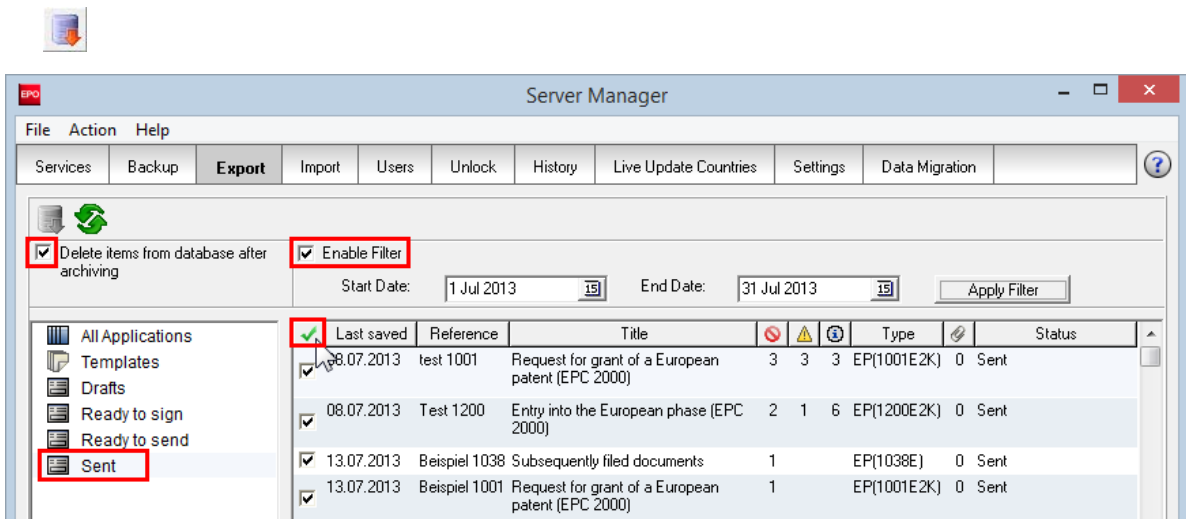 EPO Server Manager
File Action Help
Services Backup Export Import Users Unlock History Live Update Countries Settings Data Migration ?
Delete items from database after
archiving
Enable Filter
Start Date: 1 Jul 2013 15 End Date: 31 Jul 2013 15 Apply Filter
All Applications
Templates
Drafts
Ready to sign
Ready to send
Sent
Last saved Reference Title Type Status
08.07.2013 test 1001 Request for grant of a European 3 3 3 EP(1001E2K) 0 Sent
patent (EPC 2000)
08.07.2013 Test 1200 Entry into the European phase (EPC 2 1 6 EP(1200E2K) 0 Sent
2000)
13.07.2013 Beispiel 1038 Subsequently filed documents 1 EP(1038E) 0 Sent
13.07.2013 Beispiel 1001 Request for grant of a European 1 EP(1001E2K) 0 Sent
patent (EPC 2000)